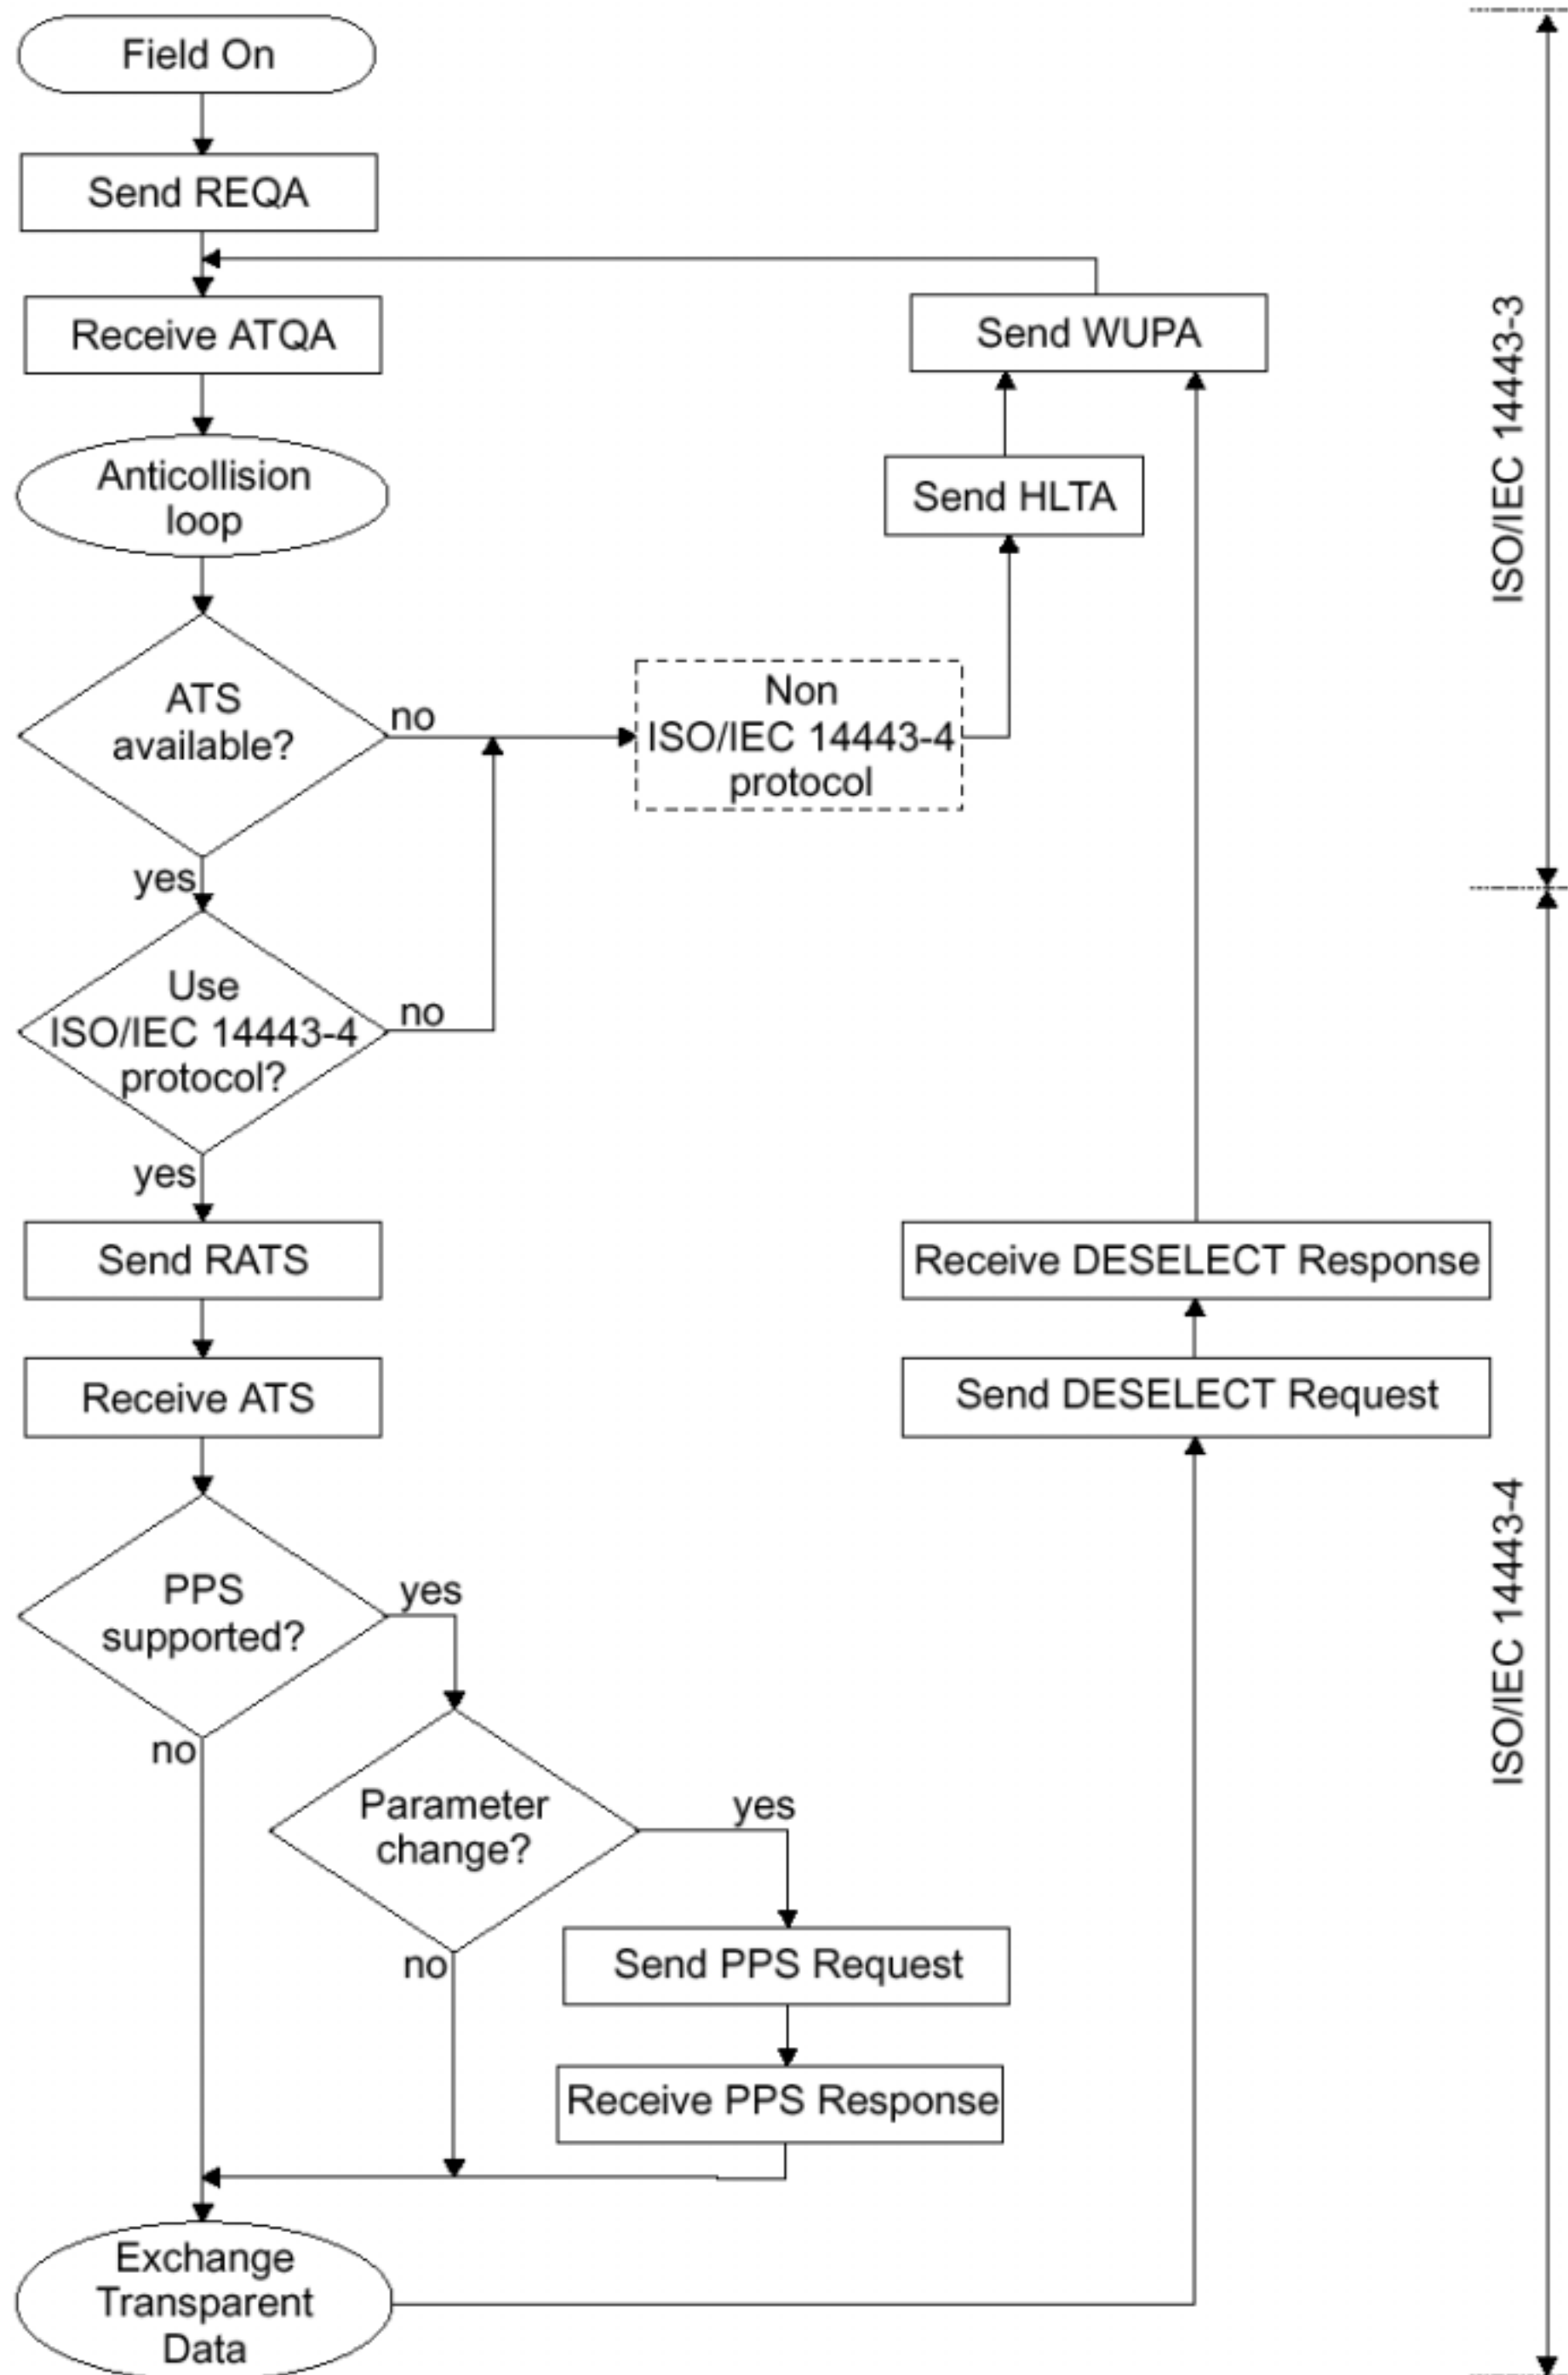 Field On
Send REQA
Receive ATQA
Send WUPA
Anticollision
loop
Send HLTA
ISO/IEC 14443-3
ATS
available?
no
Non
ISO/IEC 14443-4
protocol
yes
Use
ISO/IEC 14443-4
protocol?
no
yes
Send RATS
Receive DESELECT Response
Receive ATS
Send DESELECT Request
ISO/IEC 14443-4
PPS
supported?
yes
no
Parameter
change?
yes
no
Send PPS Request
Receive PPS Response
Exchange
Transparent
Data